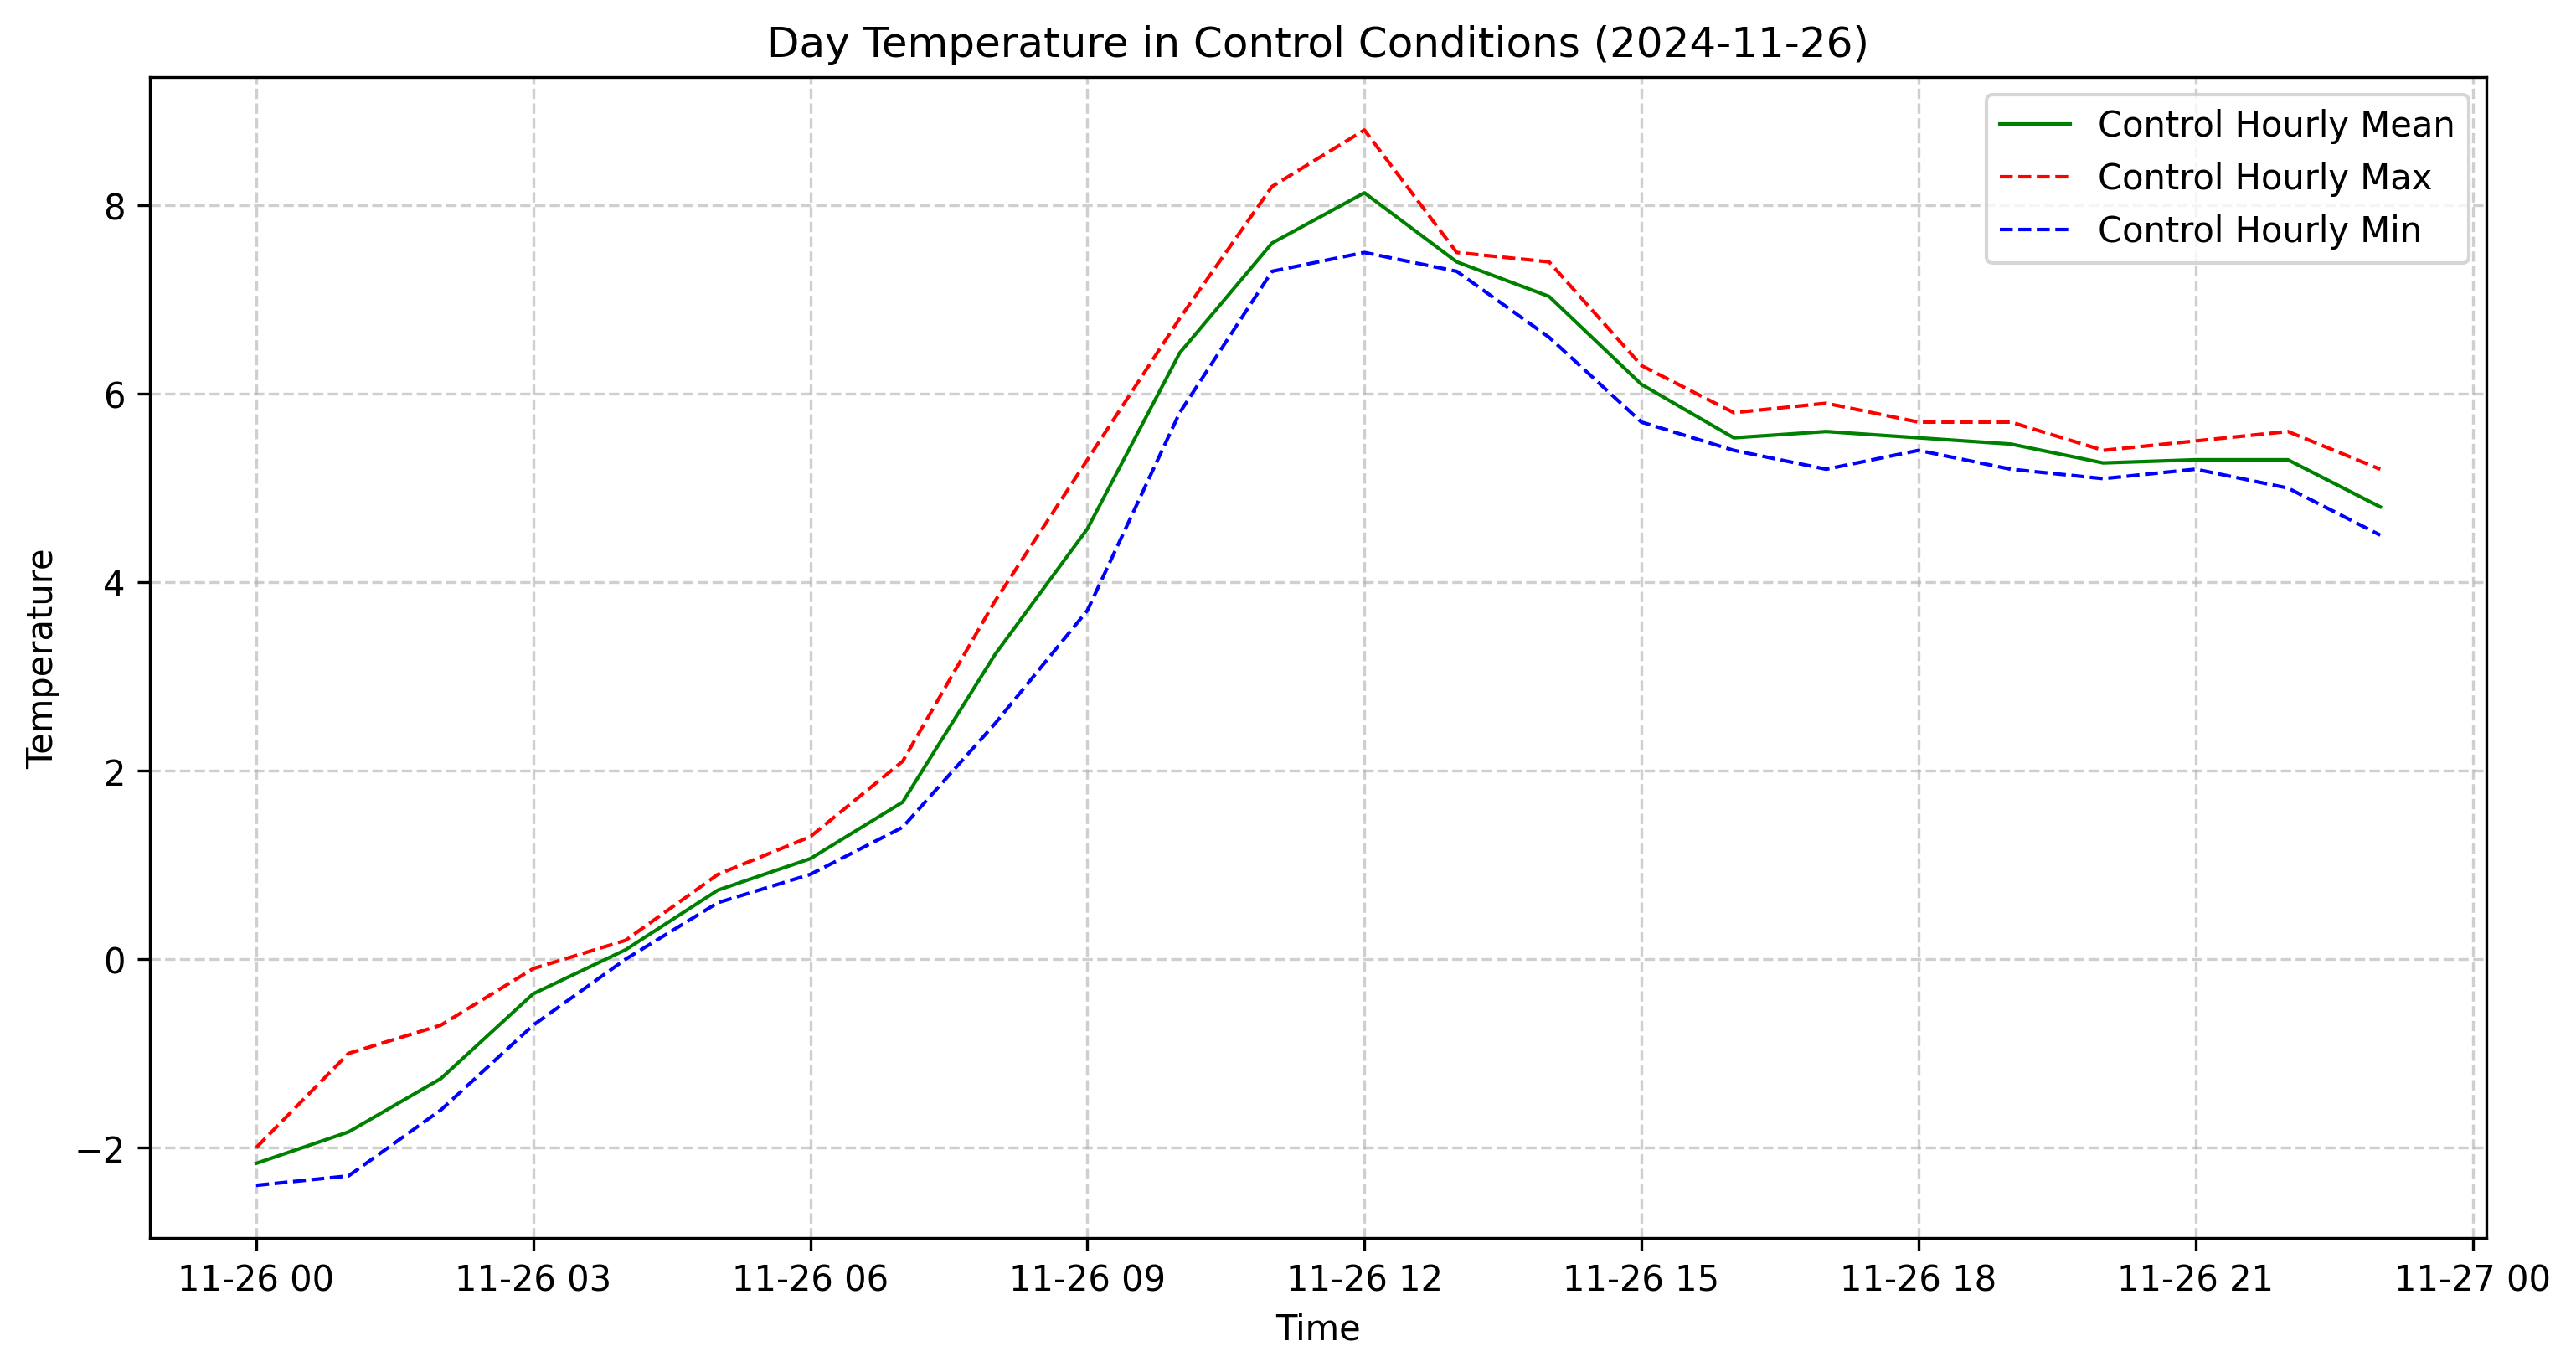 Day Temperature in Control Conditions (2024-11-26)
Control Hourly Mean
Control Hourly Max
Control Hourly Min
Temperature
8
6
4
2
0
−2
11-26 00 11-26 03 11-26 06 11-26 09 11-26 12 11-26 15 11-26 18 11-26 21 11-27 00
Time